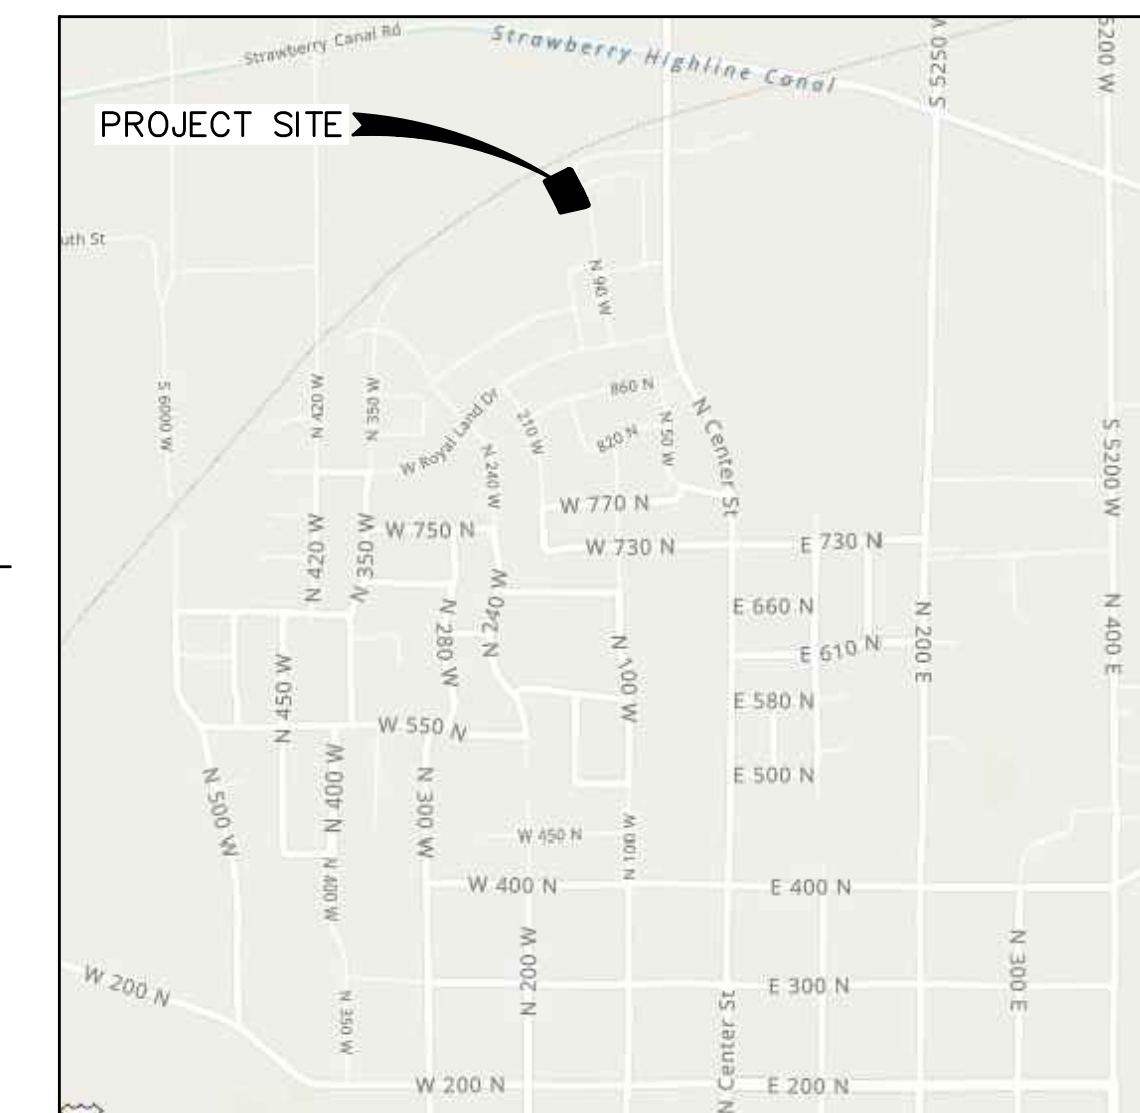 Strawberry Canal Rd
Strawberry Highline Canal
S 5250 W
5200 W
PROJECT SITE
uth St
N 90 W
S 6000 W
N 420 W
N 350 W
860 N
N Center St
W Royal Land Dr
210 W
820 N
N 50 W
S 5200 W
N 240 W
W 770 N
W 750 N
W 730 N
E 730 N
N 420 W
N 350 W
N 240 W
N 280 W
E 660 N
N 200 E
N 400 E
E 610 N
N 100 W
N 450 W
E 580 N
W 550 N
N 500 W
N 400 W
N 300 W
E 500 N
W 450 N
N 100 W
N 400 W
W 400 N
E 400 N
N 200 W
N 300 E
W 200 N
E 300 N
N 350 W
N Center St
W 200 N
E 200 N